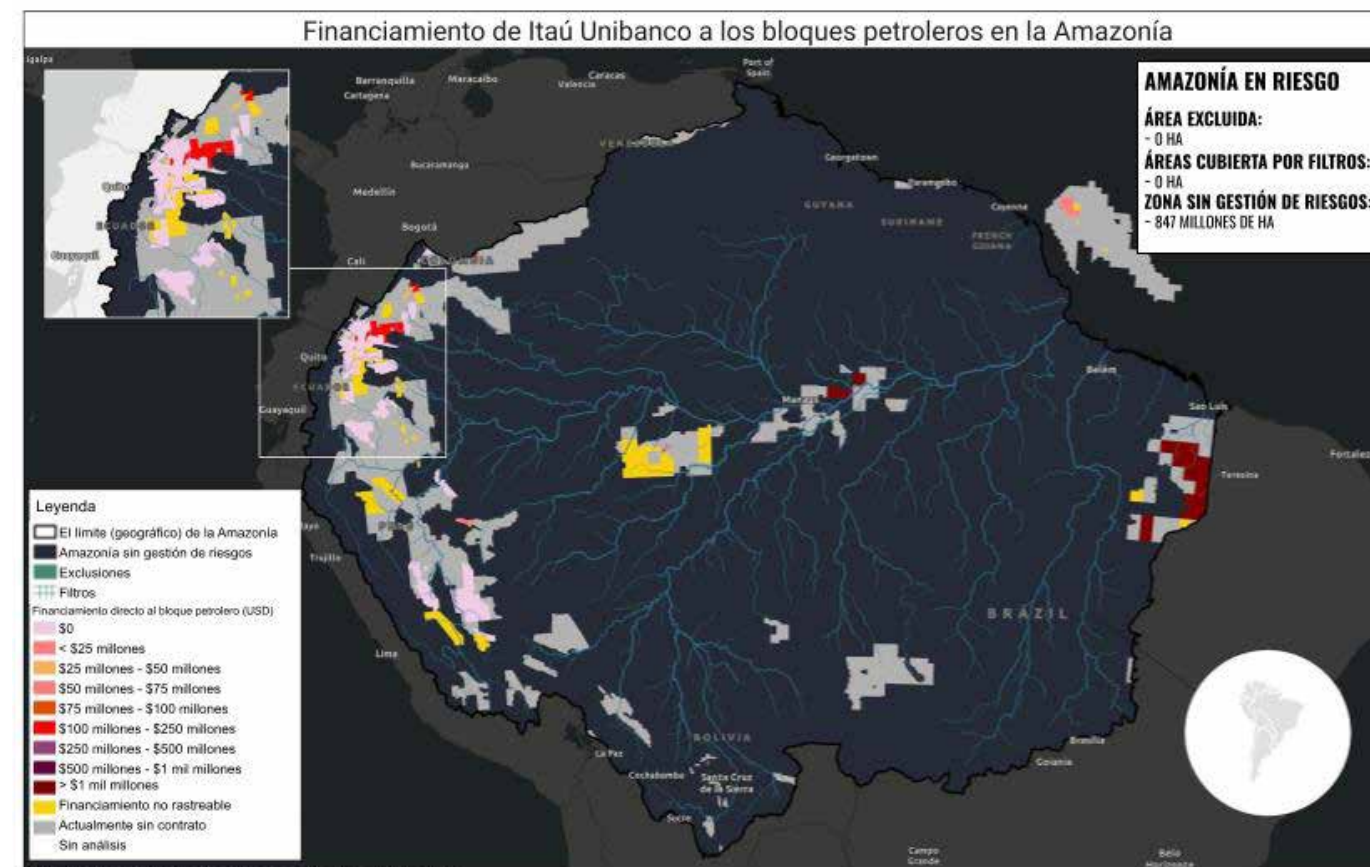 Financiamiento de Itaú Unibanco a los bloques petroleros en la Amazonía
AMAZONÍA EN RIESGO
ÁREA EXCLUIDA:
- 0 HA
ÁREAS CUBIERTA POR FILTROS:
- 0 HA
ZONA SIN GESTIÓN DE RIESGOS:
- 847 MILLONES DE HA
Port of
Spain
Barranquilla
Maracaibo
Caracas
Cartagena
Valencia
Bucaramanga
Georgetown
Paramaribo
Medellín
GUYANA
Cayenne
SURINAME
Quito
Bogotá
FRENCH
GUIANA
ECUADOR
Guayaquil
Cali
Quito
Belém
ECUADOR
Guayaquil
Manaus
Sao Luís
Fortaleza
Teresina
Trujillo
BRAZIL
Lima
BOLIVIA
La Paz
Brasília
Goiania
Cochabamba
Santa Cruz
de la Sierra
Sucre
Campo
Grande
Belo
Horizonte
Leyenda
El límite (geográfico) de la Amazonía
Amazonía sin gestión de riesgos
Exclusiones
Filtros
Financiamiento directo al bloque petrolero (USD)
$0
< $25 millones
$25 millones - $50 millones
$50 millones - $75 millones
$75 millones - $100 millones
$100 millones - $250 millones
$250 millones - $500 millones
$500 millones - $1 mil millones
> $1 mil millones
Financiamiento no rastreable
Actualmente sin contrato
Sin análisis